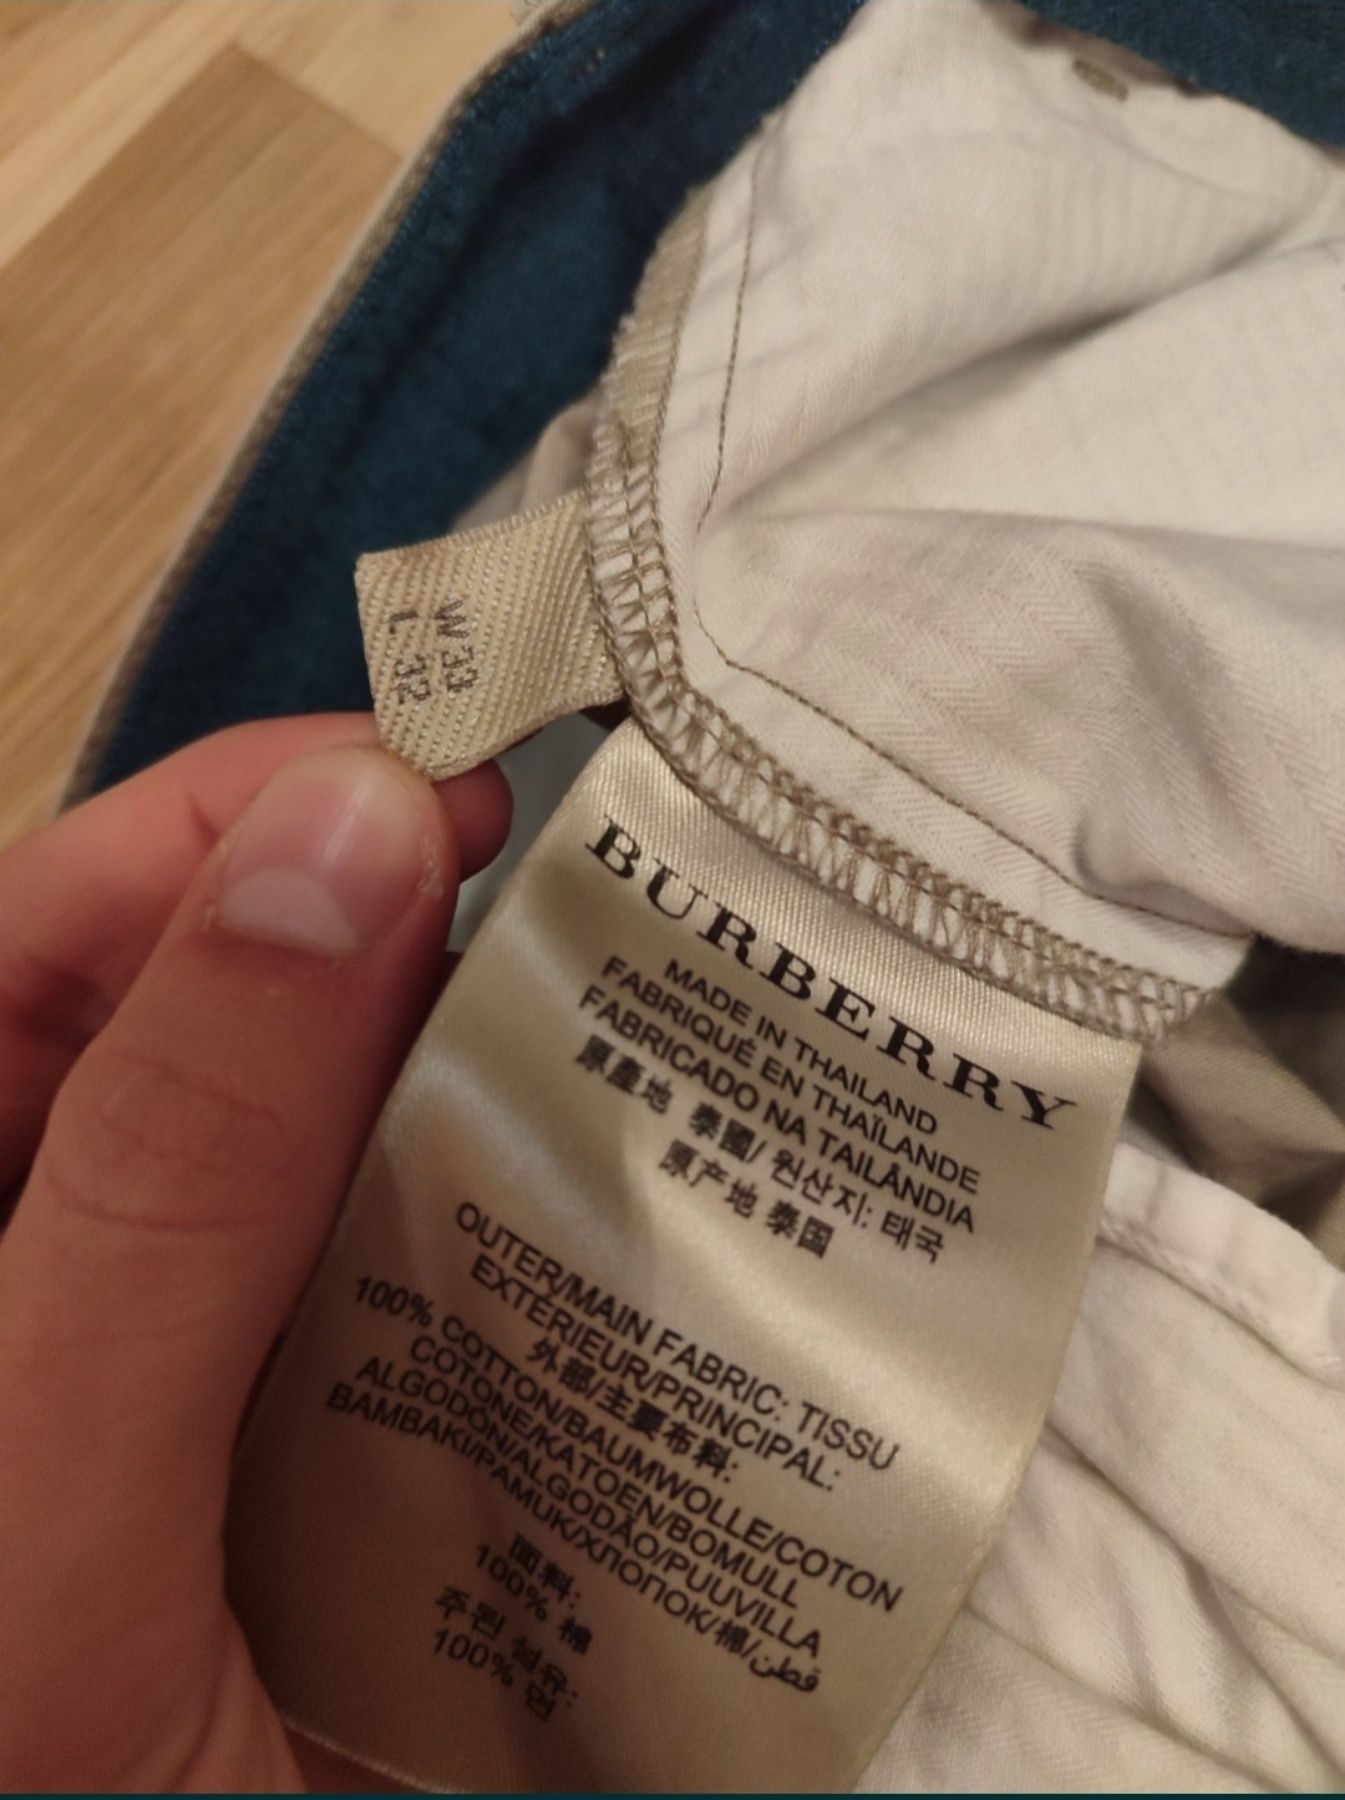 W 33
L 32
BURBERRY
MADE IN THAILAND
FABRIQUÉ EN THAÏLANDE
FABRICADO NA TAILÂNDIA
原產地 泰國/ 원산지: 태국
原产地 泰国
OUTER/MAIN FABRIC: TISSU
EXTERIEUR/PRINCIPAL:
外部/主要布料:
100% COTTON/BAUMWOLLE/COTON
COTONE/KATOEN/BOMULL
ALGODÓN/ALGODÃO/PUUVILLA
BAMBAKI/PAMUK/ХЛОПОК/棉/قطن
面料:
100% 棉
주된 섬유:
100% 면